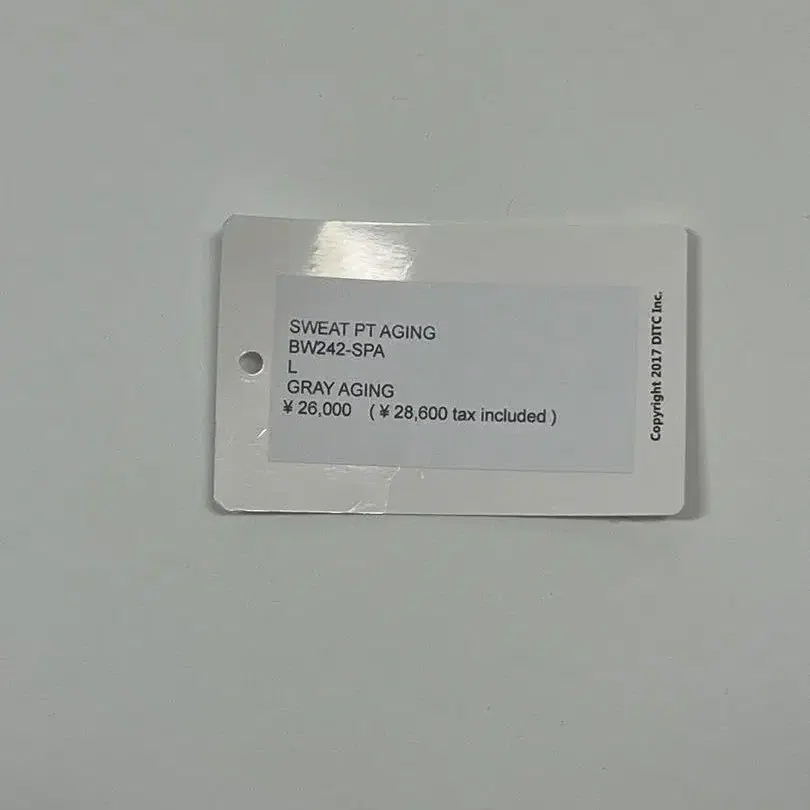 SWEAT PT AGING
BW242-SPA
L
GRAY AGING
¥ 26,000 (¥ 28,600 tax included )
Copyright 2017 DITC Inc.